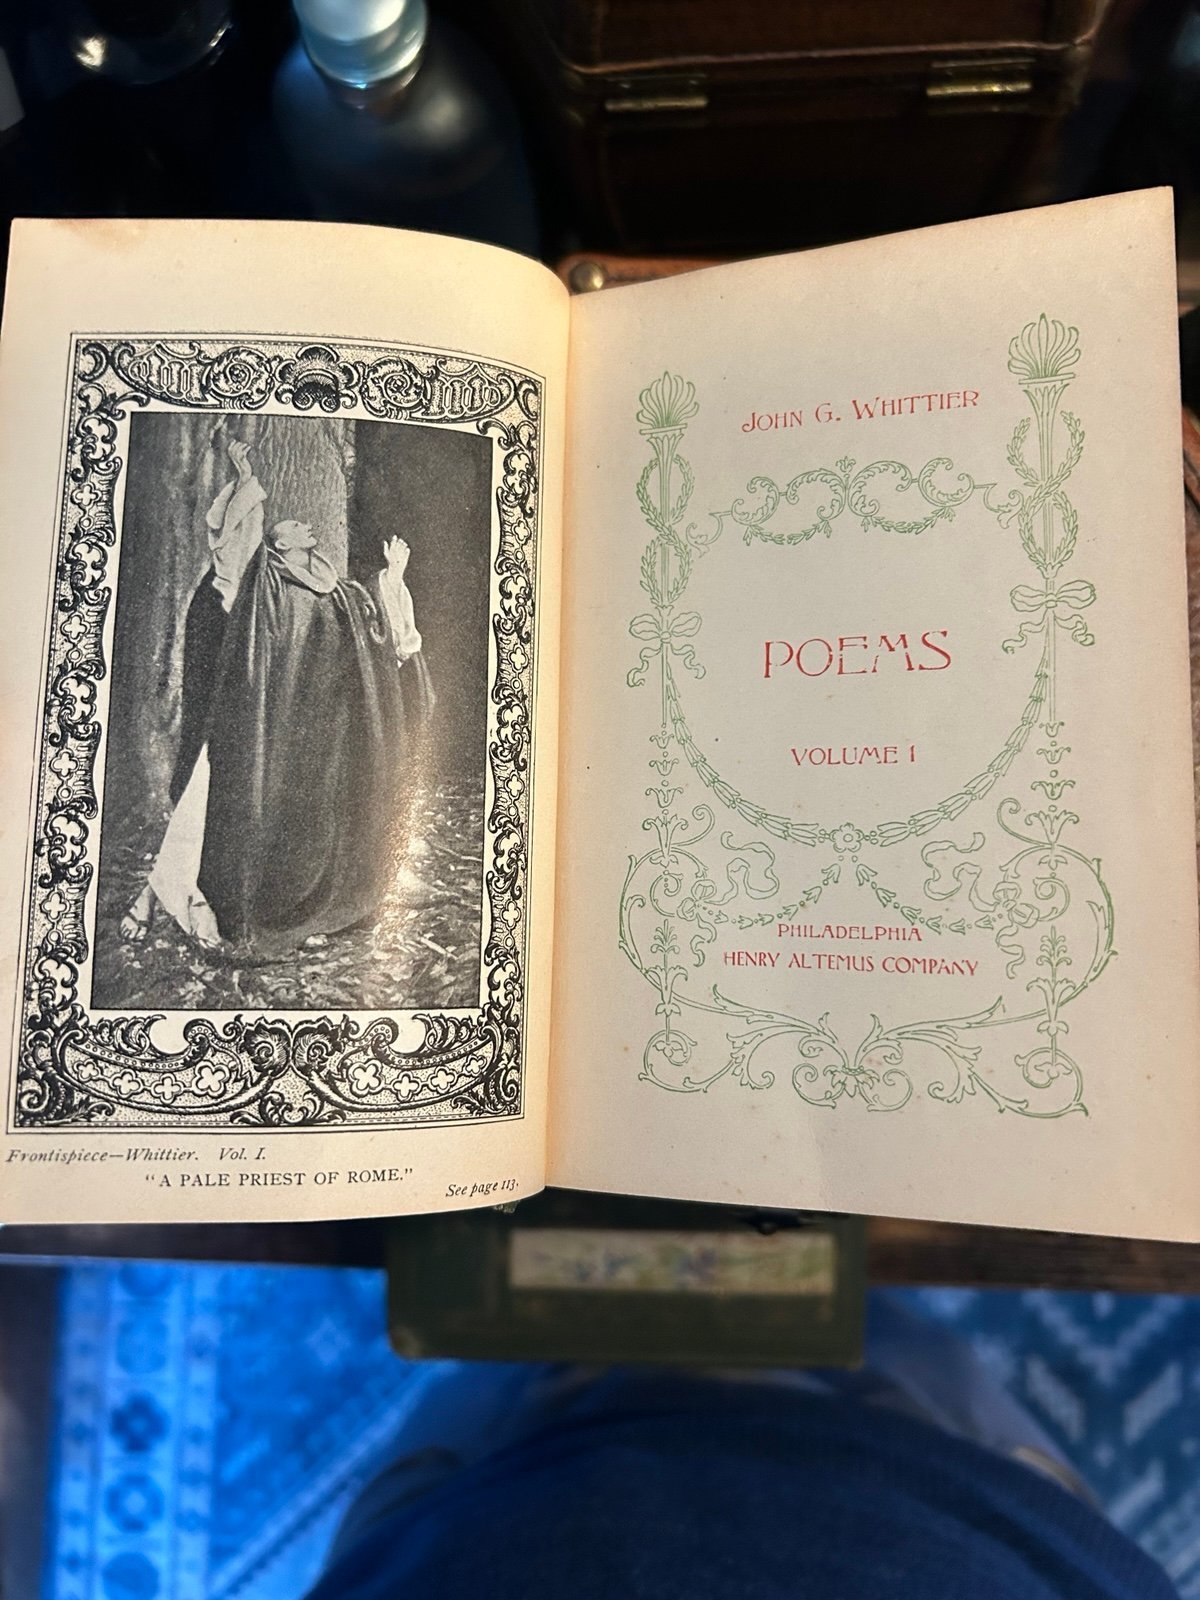 Frontispiece—Whittier. Vol. I.
"A PALE PRIEST OF ROME."
See page 113.
JOHN G. WHITTIER
POEMS
VOLUME I
PHILADELPHIA
HENRY ALTEMUS COMPANY